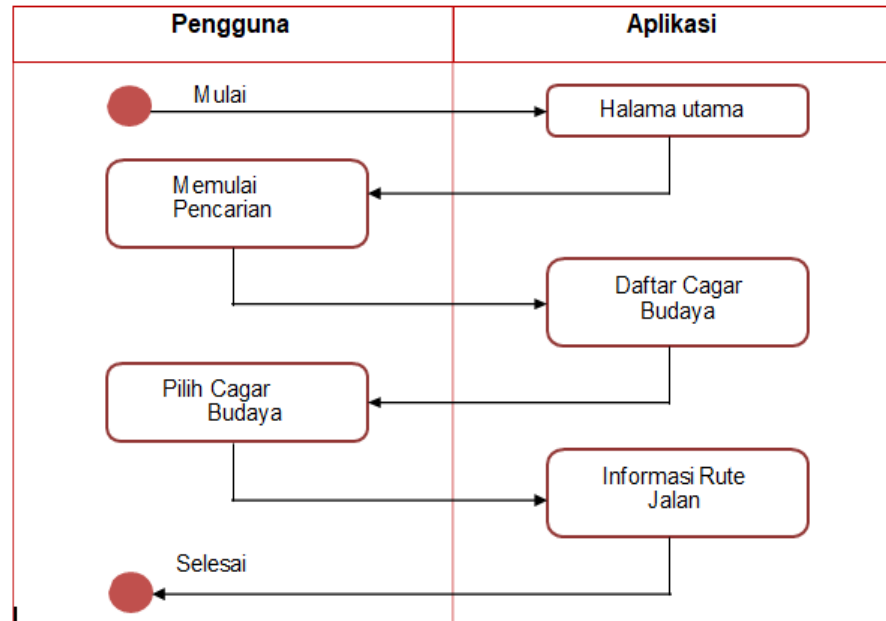 Pengguna
Aplikasi
Mulai
Halama utama
Memulai
Pencarian
Daftar Cagar
Budaya
Pilih Cagar
Budaya
Informasi Rute
Jalan
Selesai